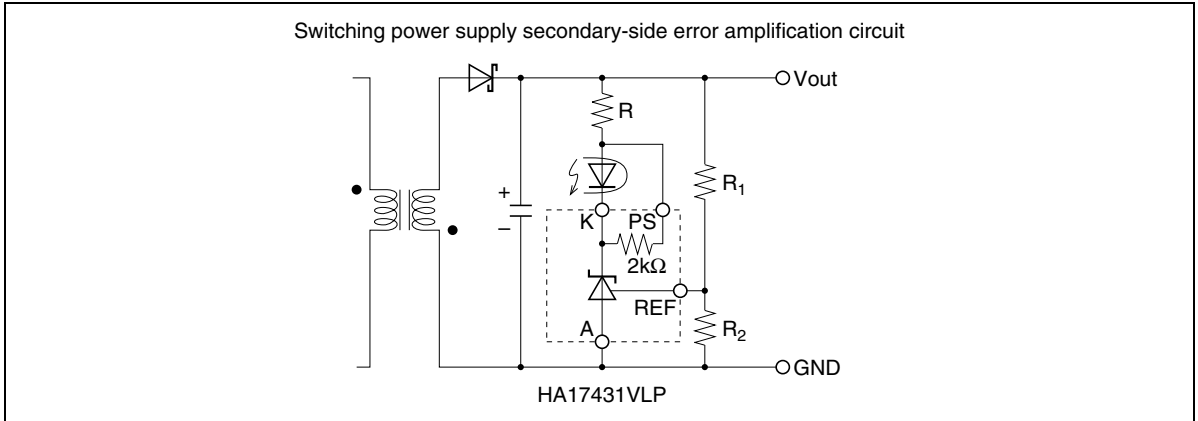 Switching power supply secondary-side error amplification circuit
Vout
R
R₁
+
−
K
PS
2kΩ
REF
A
R₂
GND
HA17431VLP